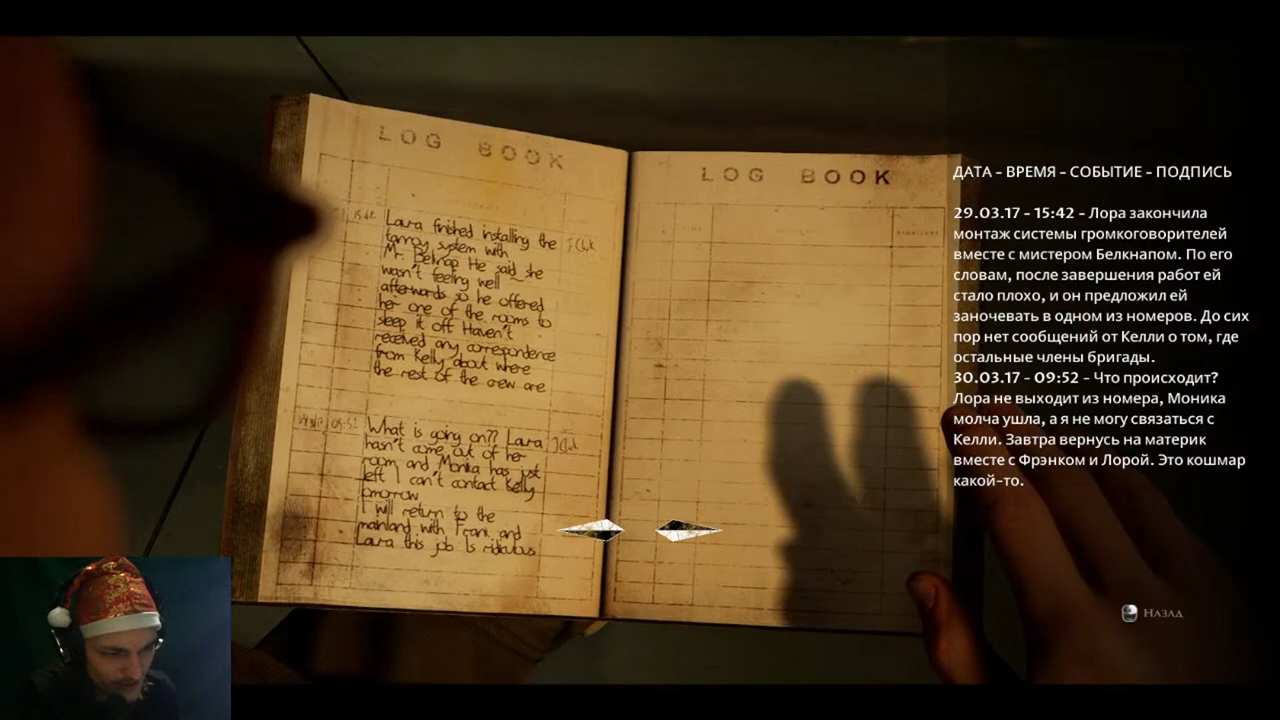 LOG BOOK
Laura finished installing the
tannoy system with
Mr. Belknap He said she
wasn't feeling well
afterwards so he offered
her one of the rooms to
sleep it off Haven't
received any correspondence
from Kelly about where
the rest of the crew are
09:52
What is going on?? Laura
hasn't come out of her
room and Monika has just
left I can't contact Kelly
omorrow
I will return to the
mainland with Frank and
Laura this job is ridiculous
LOG BOOK
ДАТА - ВРЕМЯ - СОБЫТИЕ - ПОДПИСЬ
29.03.17 - 15:42 - Лора закончила
монтаж системы громкоговорителей
вместе с мистером Белкнапом. По его
словам, после завершения работ ей
стало плохо, и он предложил ей
заночевать в одном из номеров. До сих
пор нет сообщений от Келли о том, где
остальные члены бригады.
30.03.17 - 09:52 - Что происходит?
Лора не выходит из номера, Моника
молча ушла, а я не могу связаться с
Келли. Завтра вернусь на материк
вместе с Фрэнком и Лорой. Это кошмар
какой-то.
Назад